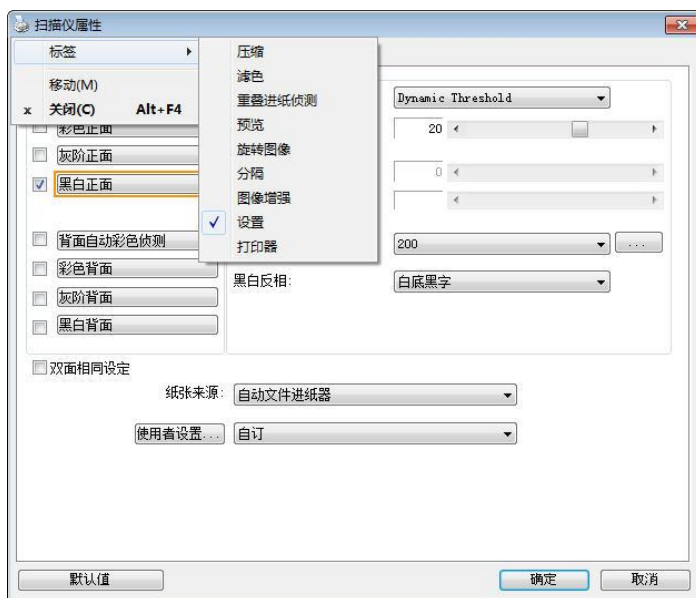 扫描仪属性
标签
移动(M)
x 关闭(C) Alt+F4
压缩
滤色
重叠进纸侦测
预览
旋转图像
分隔
图像增强
设置
打印器
彩色正面
灰阶正面
黑白正面
背面自动彩色侦测
彩色背面
灰阶背面
黑白背面
Dynamic Threshold
20
0
200
...
黑白反相:
白底黑字
双面相同设定
纸张来源:
自动文件进纸器
使用者设置...
自订
默认值
确定
取消